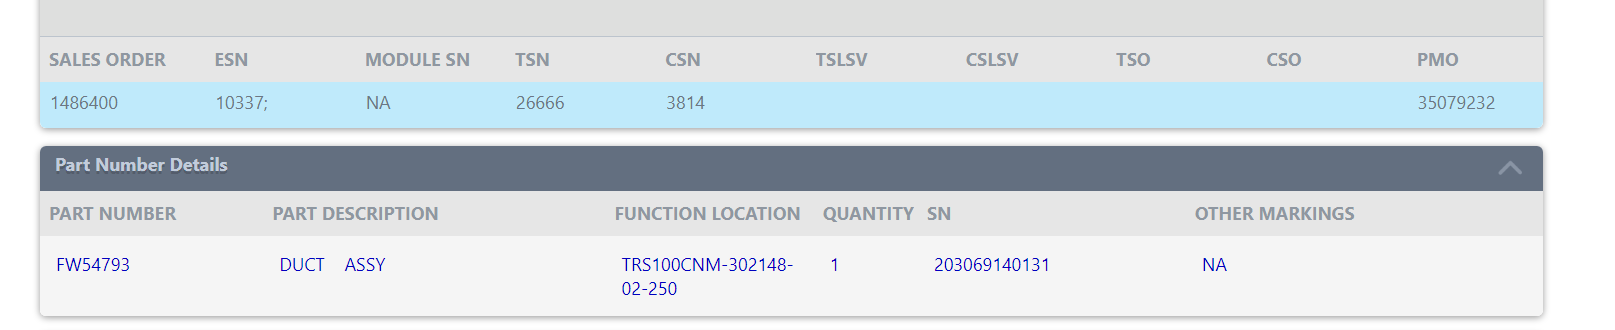 SALES ORDER ESN MODULE SN TSN CSN TSLSV CSLSV TSO CSO PMO
1486400 10337; NA 26666 3814 35079232
Part Number Details
PART NUMBER PART DESCRIPTION FUNCTION LOCATION QUANTITY SN OTHER MARKINGS
FW54793 DUCT ASSY TRS100CNM-302148- 1 203069140131 NA
02-250